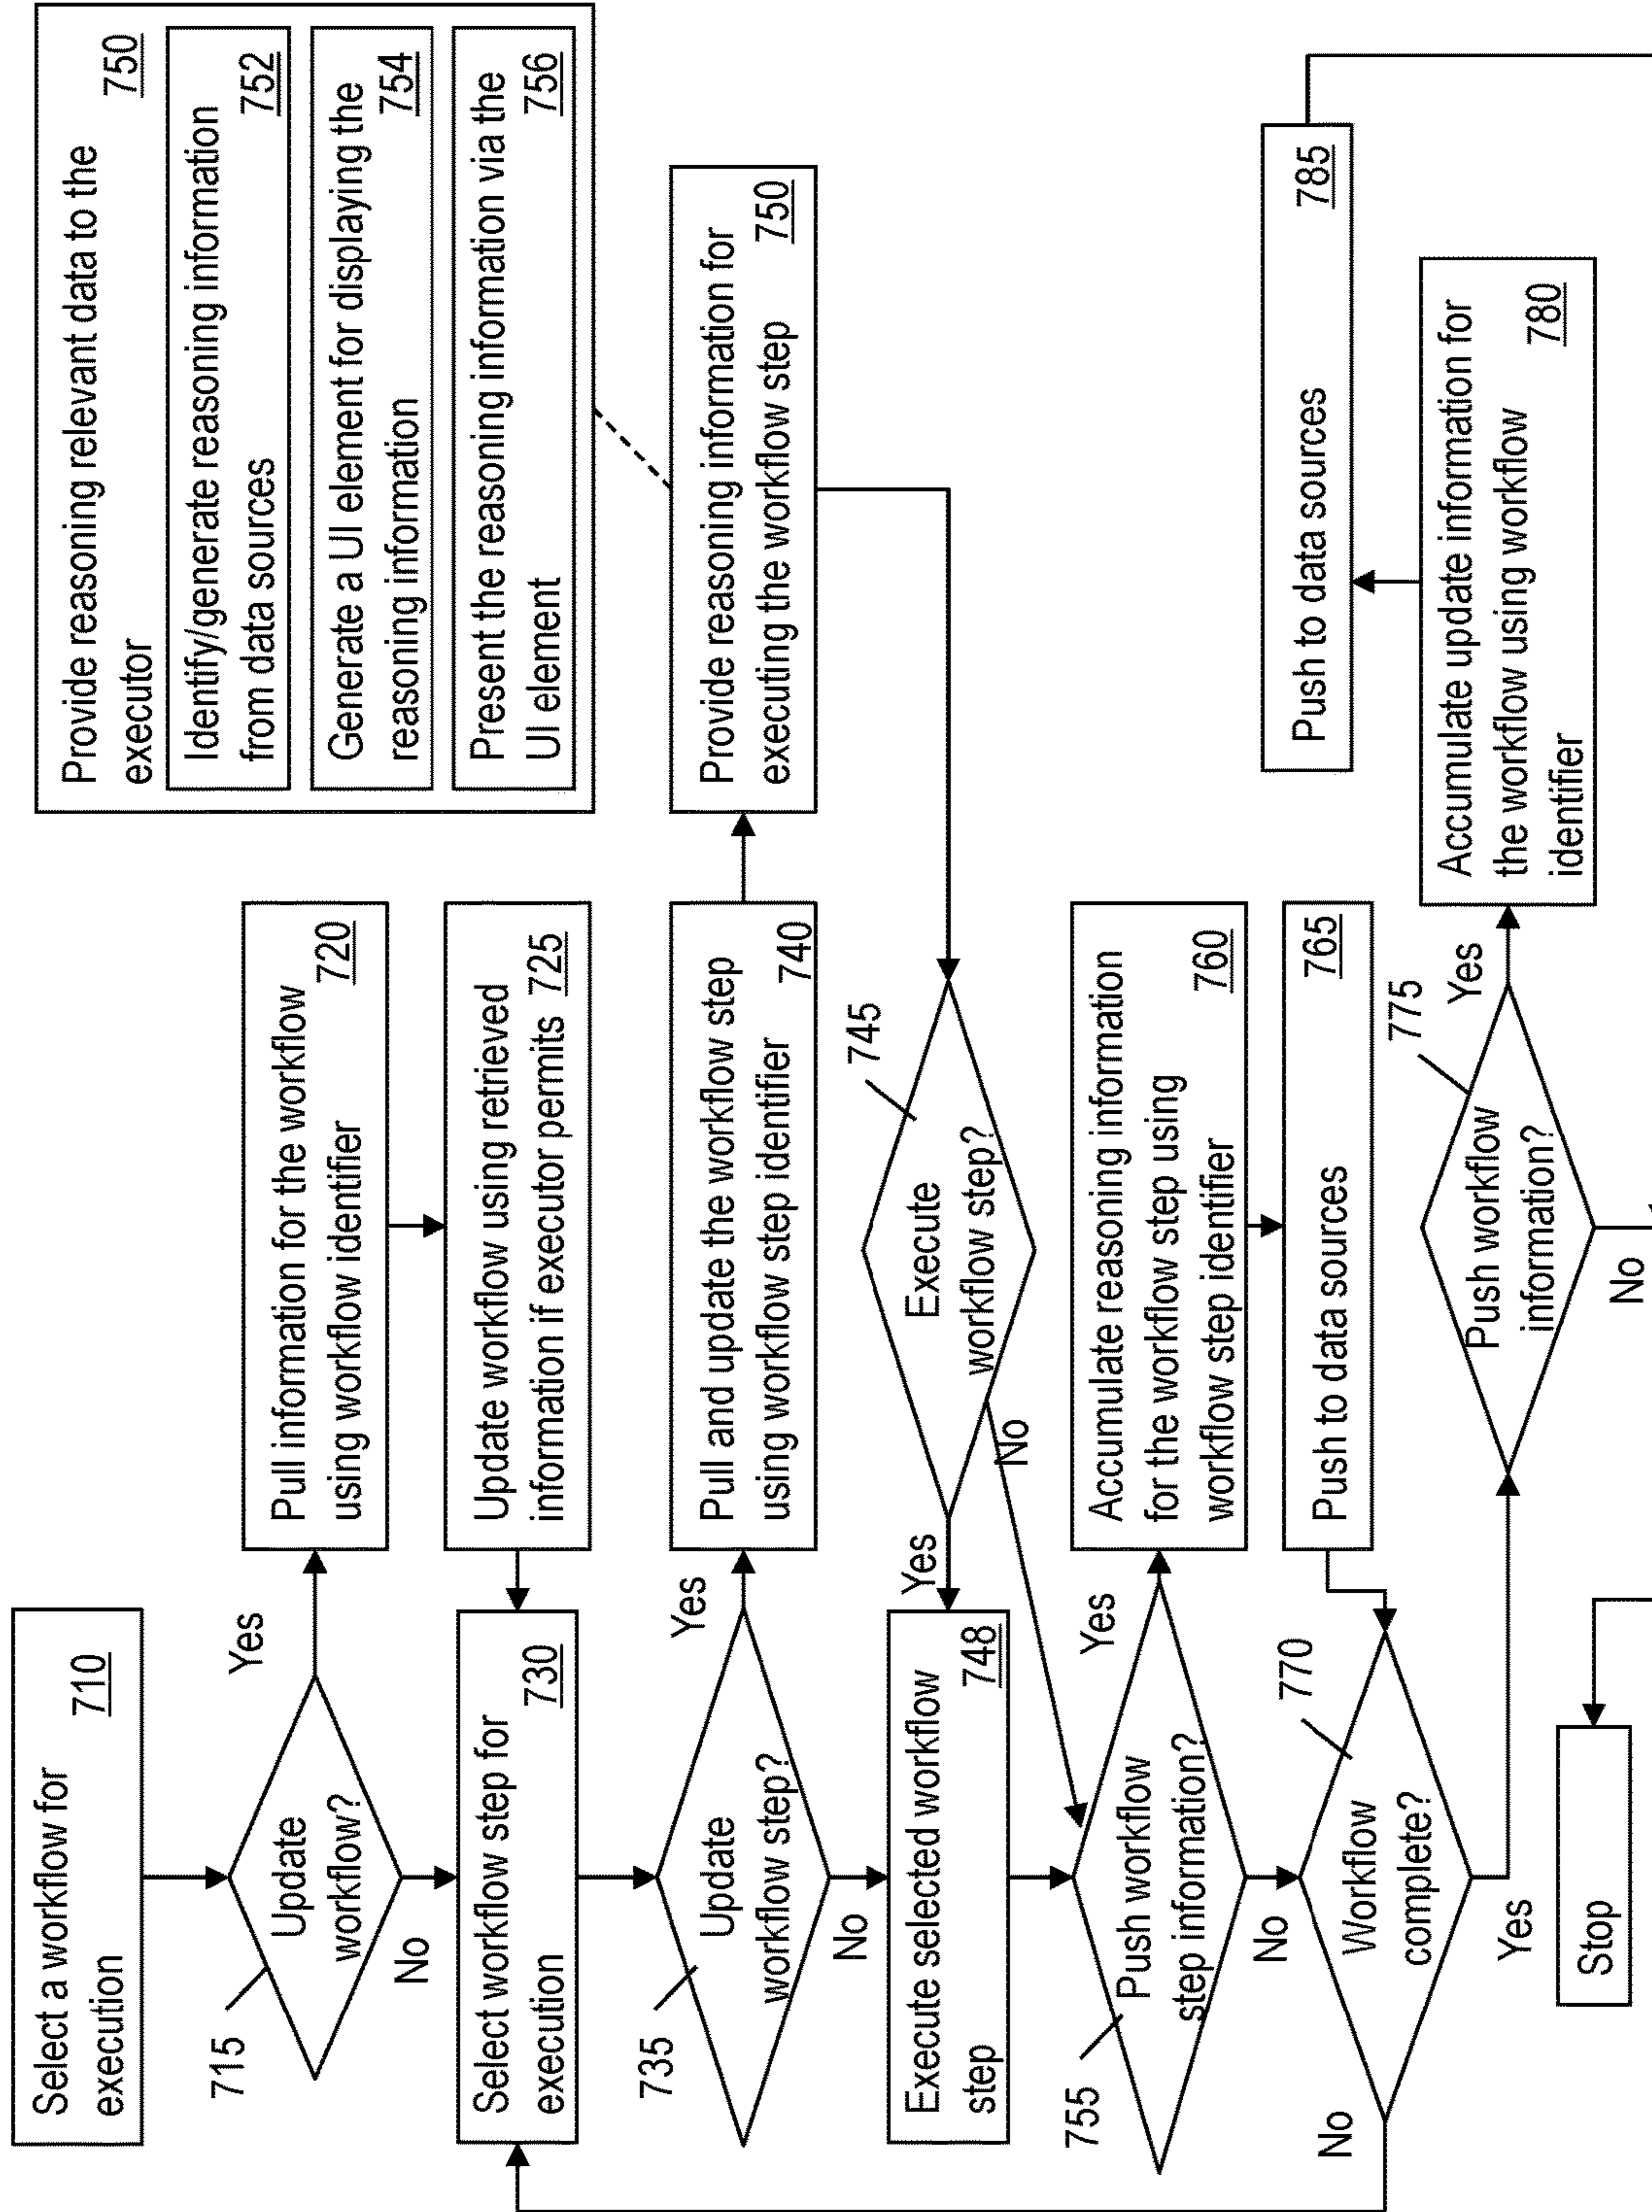 Select a workflow for
execution
710
Update
workflow?
715
Yes
No
Pull information for the workflow
using workflow identifier
720
Update workflow using retrieved
information if executor permits
725
Select workflow step for
execution
730
Update
workflow step?
735
Yes
No
Pull and update the workflow step
using workflow step identifier
740
Provide reasoning information for
executing the workflow step
750
Provide reasoning relevant data to the
executor
750
Identify/generate reasoning information
from data sources
752
Generate a UI element for displaying the
reasoning information
754
Present the reasoning information via the
UI element
756
Execute
workflow step?
745
Yes
No
Execute selected workflow
step
748
Push workflow
step information?
755
Yes
No
Accumulate reasoning information
for the workflow step using
workflow step identifier
760
Push to data sources
765
Workflow
complete?
770
No
Yes
Push workflow
information?
775
Yes
No
Accumulate update information for
the workflow using workflow
identifier
780
Push to data sources
785
Stop